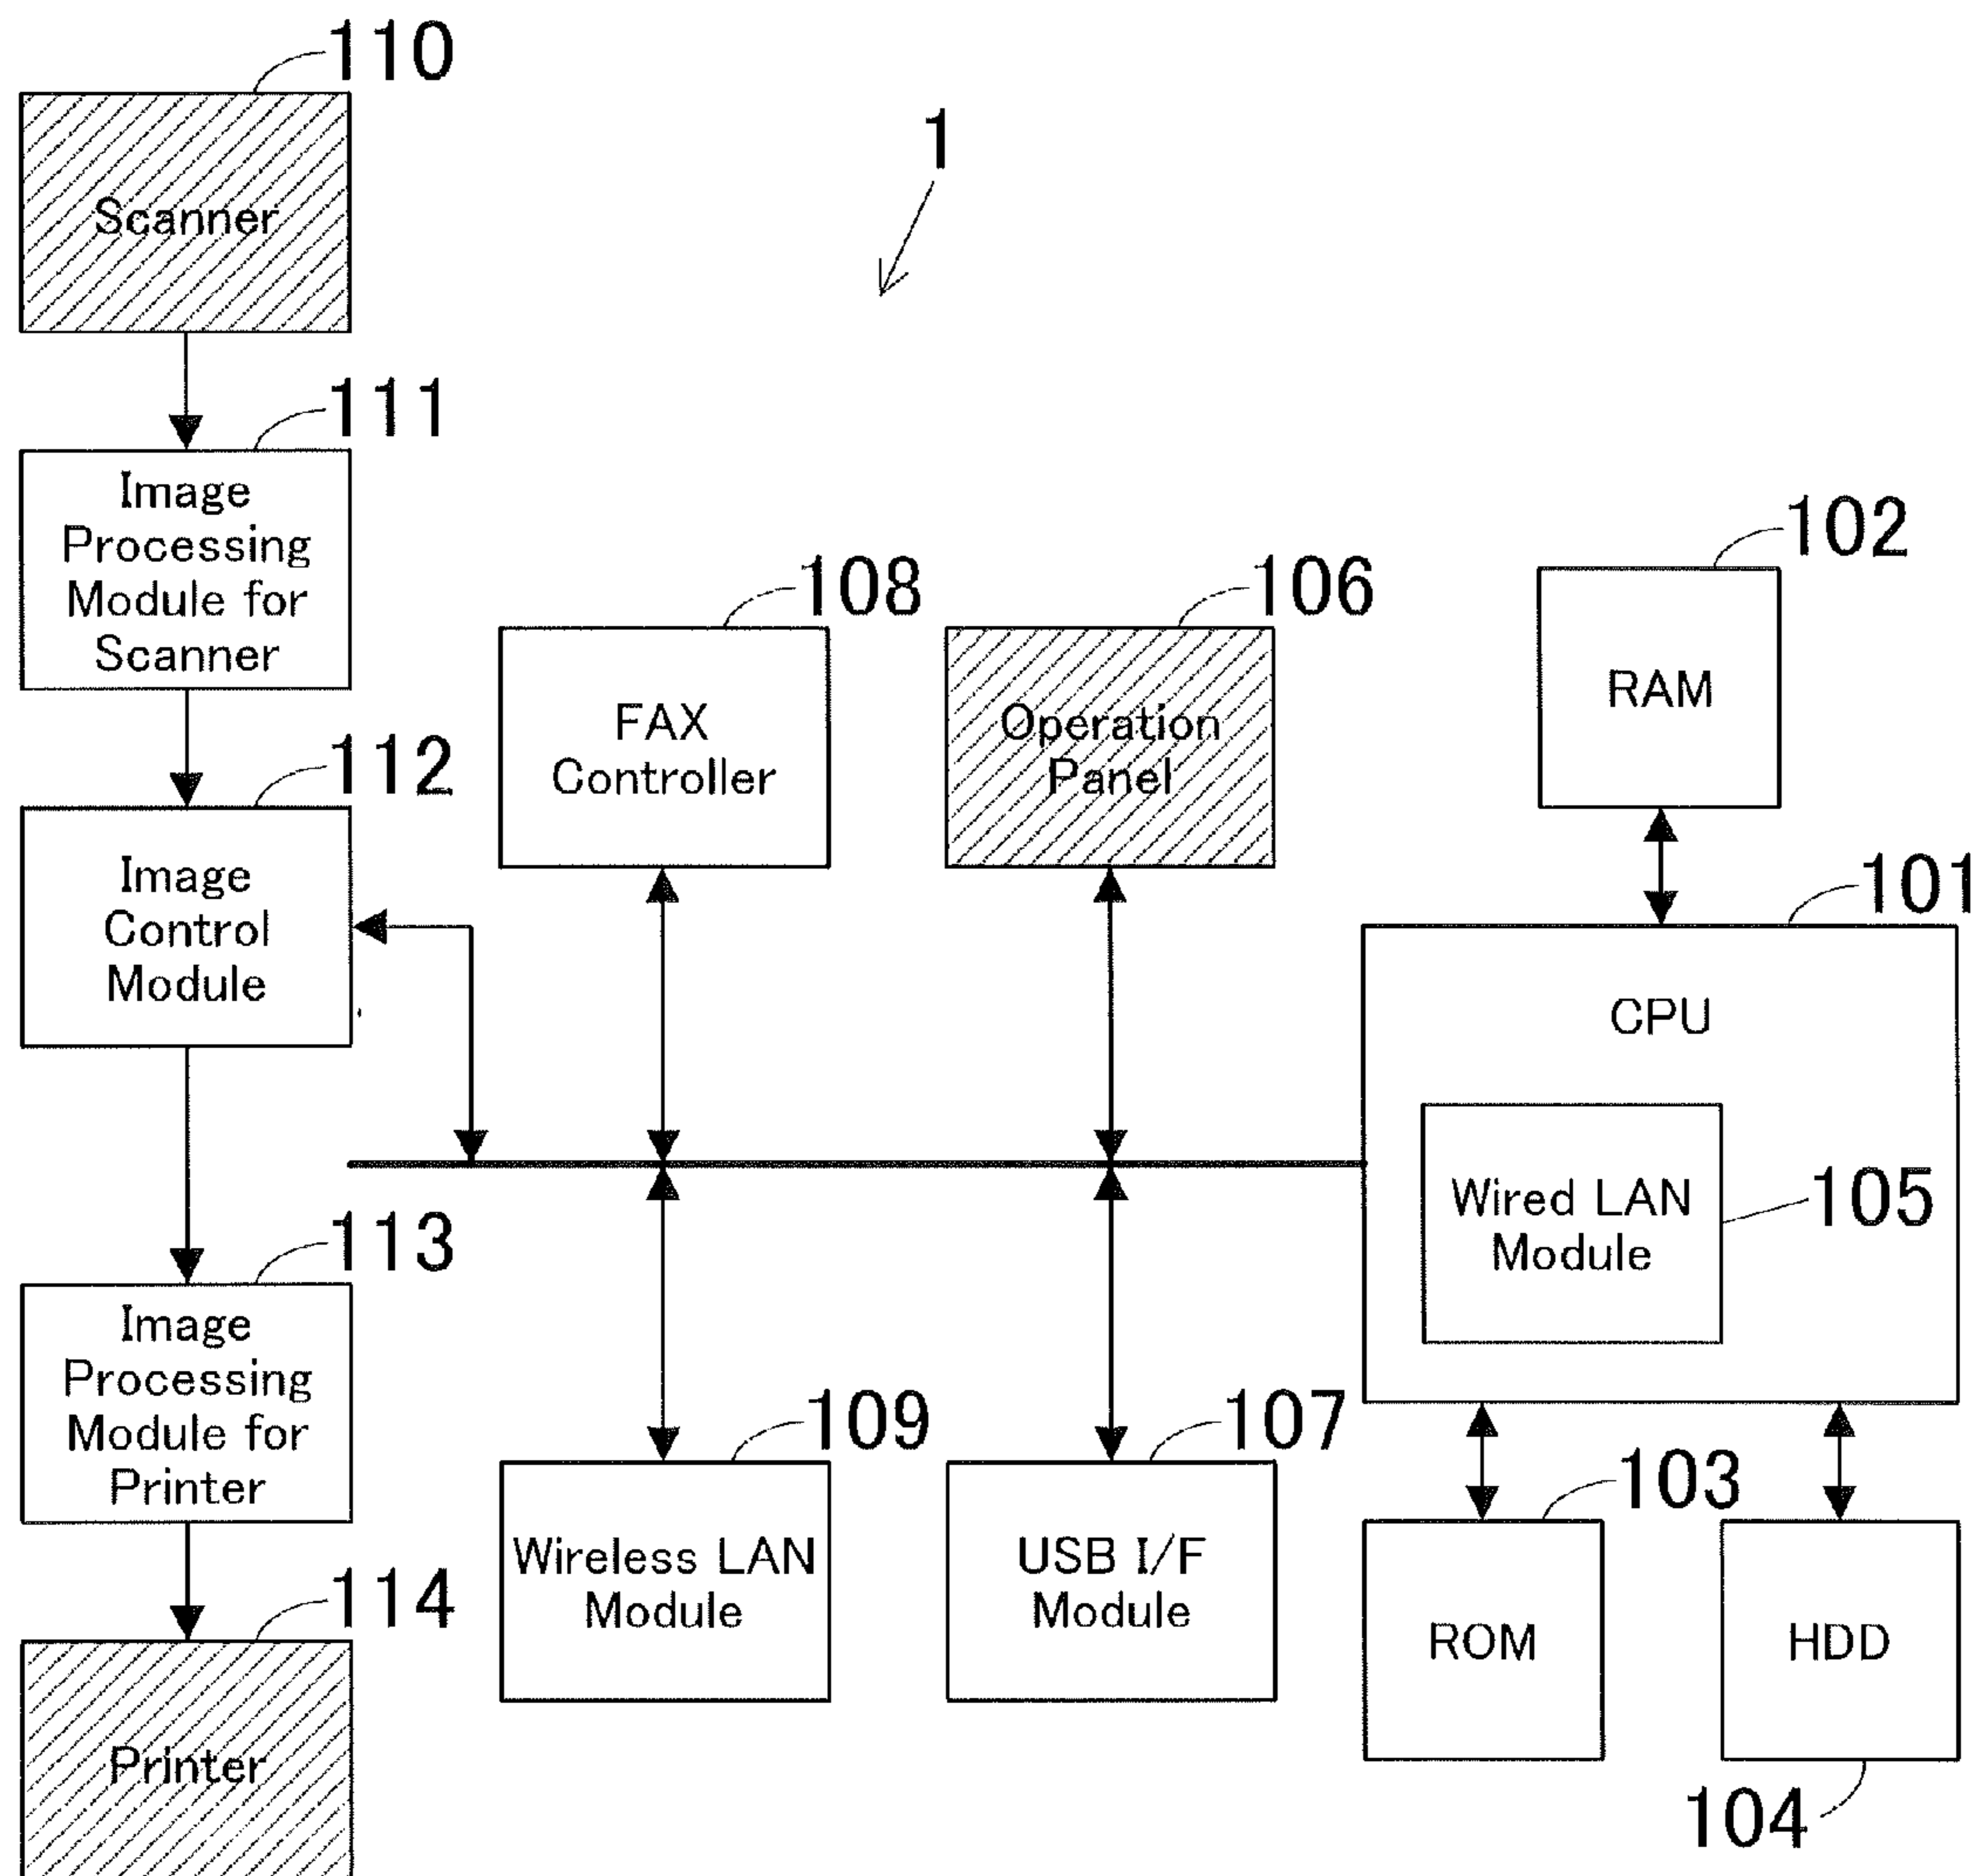 110
Scanner
1
111
Image
Processing
Module for
Scanner
112
Image
Control
Module
108
FAX
Controller
106
Operation
Panel
102
RAM
101
CPU
Wired LAN
Module
105
113
Image
Processing
Module for
Printer
109
Wireless LAN
Module
107
USB I/F
Module
103
ROM
HDD
104
114
Printer